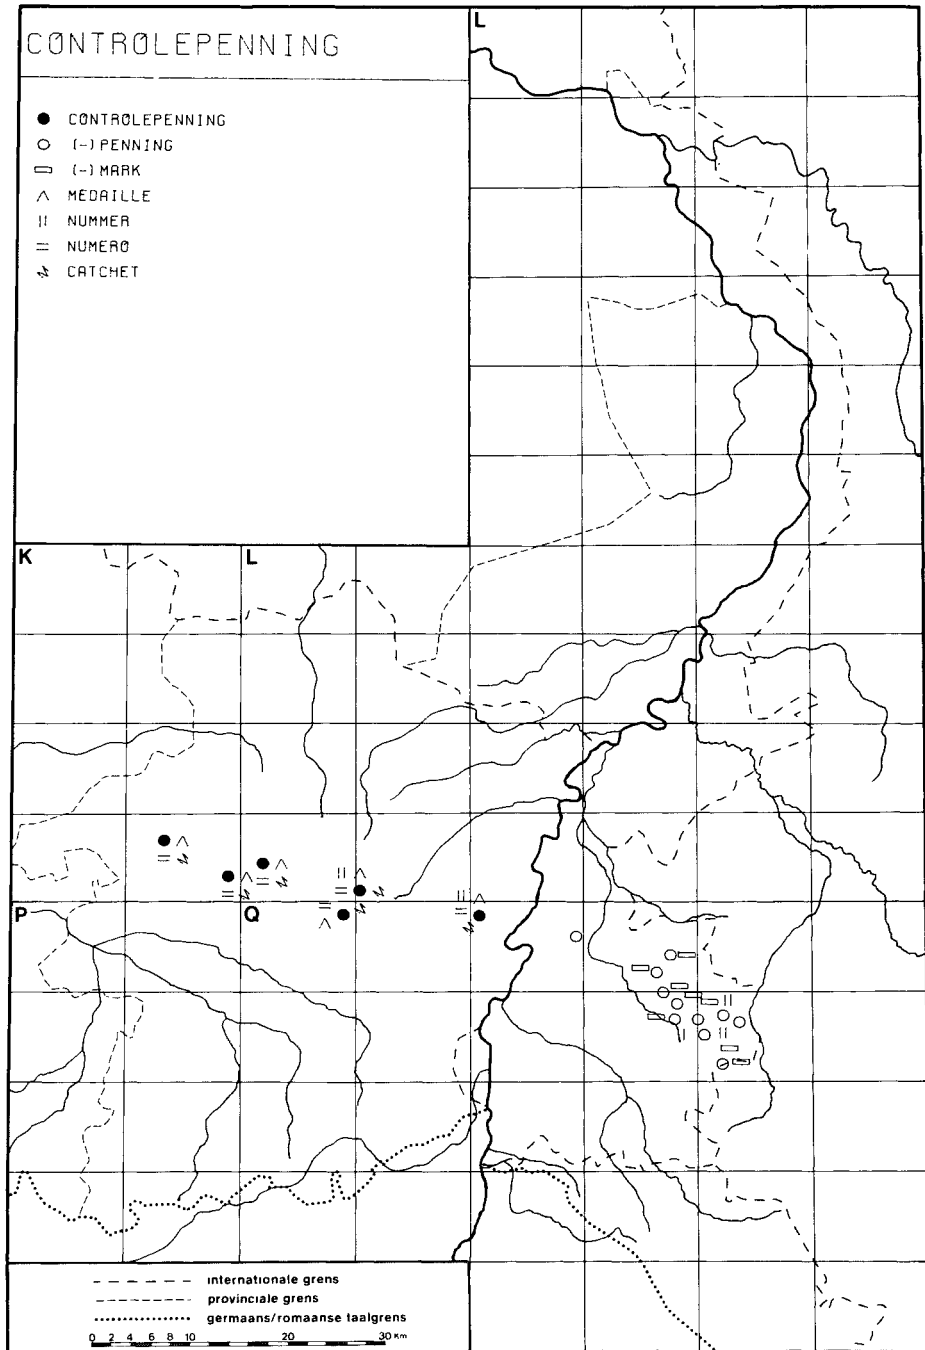 CONTROLEPENNING
CONTROLEPENNING
(-) PENNING
(-) MARK
MEDAILLE
NUMMER
NUMERO
CATCHET
L
K
L
P
Q
internationale grens
provinciale grens
germaans/romaanse taalgrens
0 2 4 6 8 10 20 30 Km